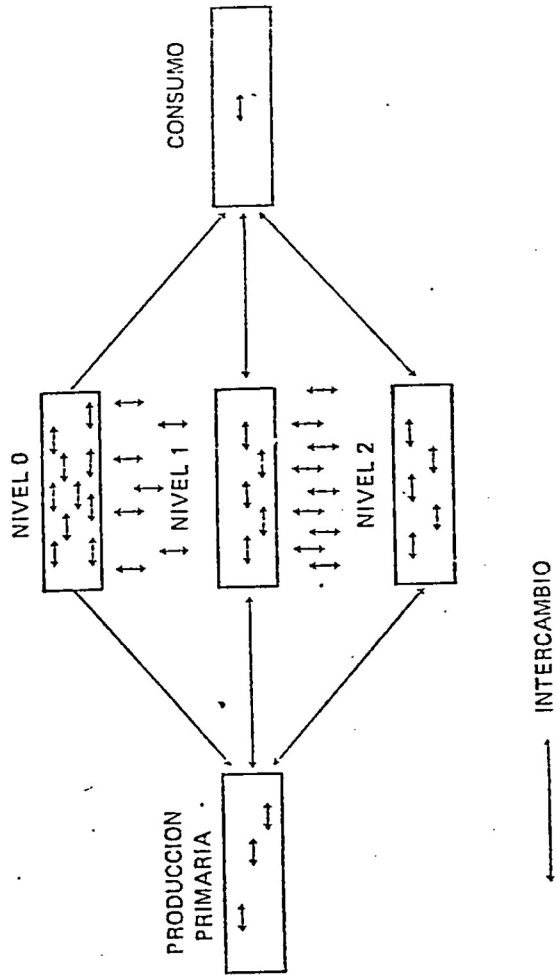 NIVEL 0
CONSUMO
NIVEL 1
PRODUCCION
PRIMARIA
NIVEL 2
INTERCAMBIO